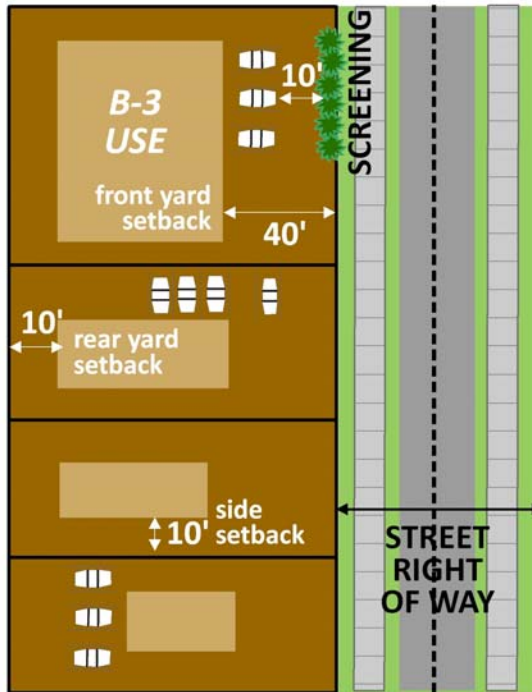 SCREENING
10'
B-3
USE
front yard
setback
40'
10'
rear yard
setback
10'
side
setback
STREET
RIGHT
OF WAY